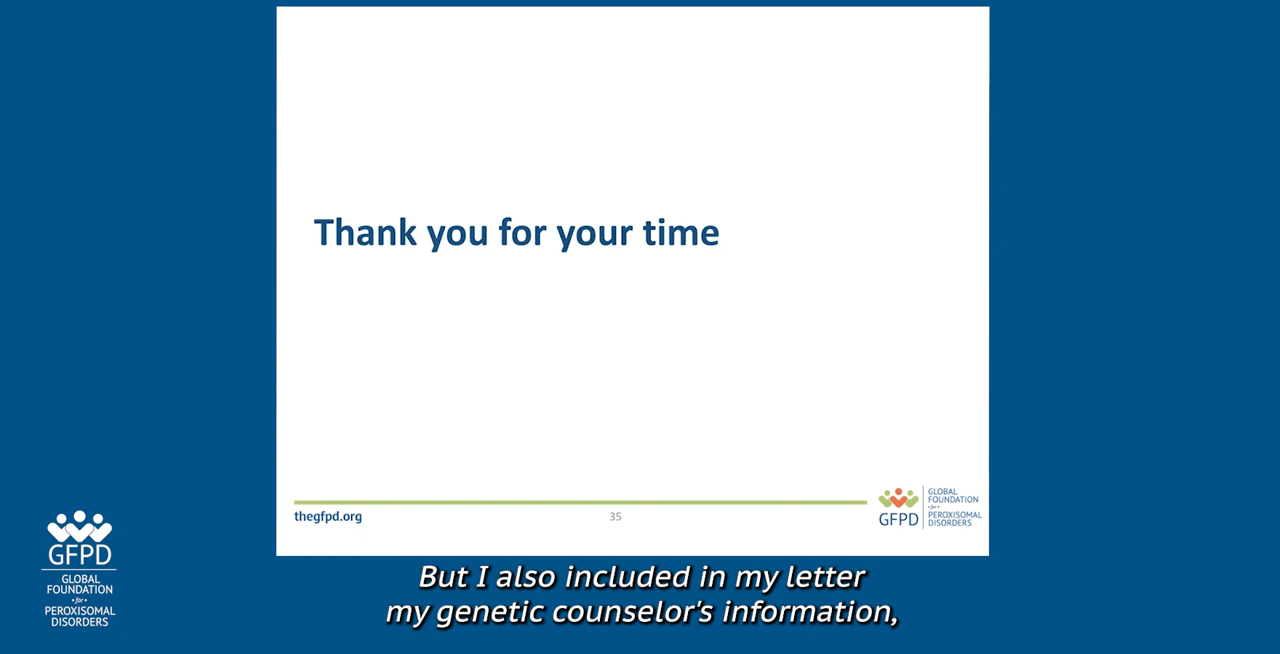 Thank you for your time
thegfpd.org
35
GFPD
GLOBAL
FOUNDATION
•for•
PEROXISOMAL
DISORDERS
GFPD
GLOBAL
FOUNDATION
•for•
PEROXISOMAL
DISORDERS
But I also included in my letter
my genetic counselor's information,